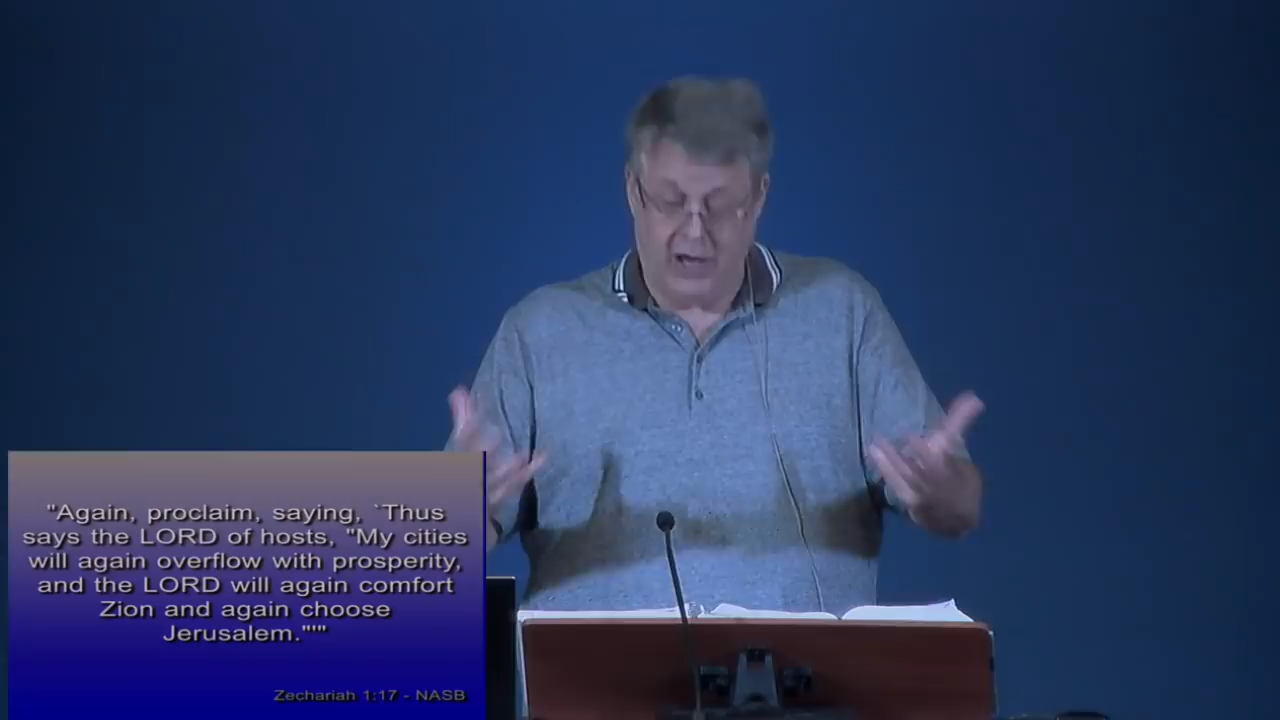 "Again, proclaim, saying, `Thus
says the LORD of hosts, "My cities
will again overflow with prosperity,
and the LORD will again comfort
Zion and again choose
Jerusalem."'"
Zechariah 1:17 - NASB